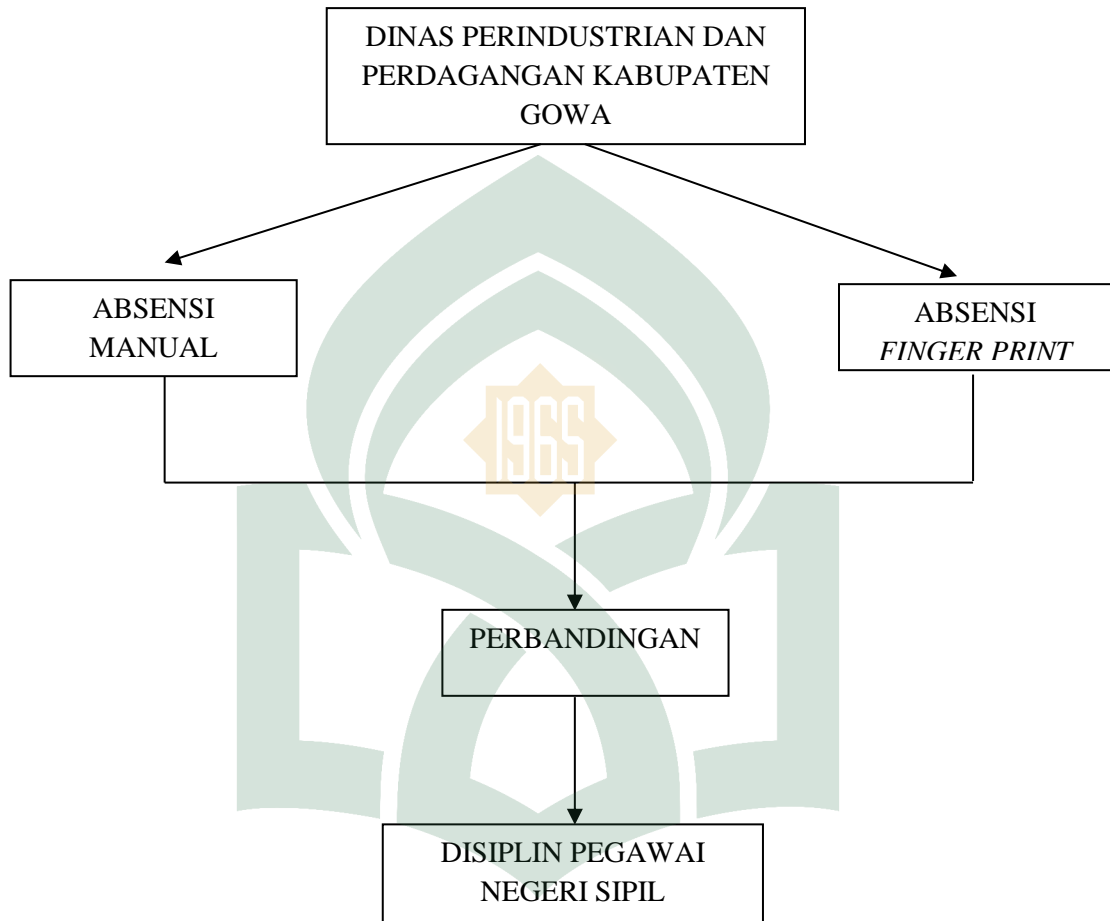 DINAS PERINDUSTRIAN DAN
PERDAGANGAN KABUPATEN
GOWA
ABSENSI
MANUAL
ABSENSI
FINGER PRINT
1965
PERBANDINGAN
DISIPLIN PEGAWAI
NEGERI SIPIL